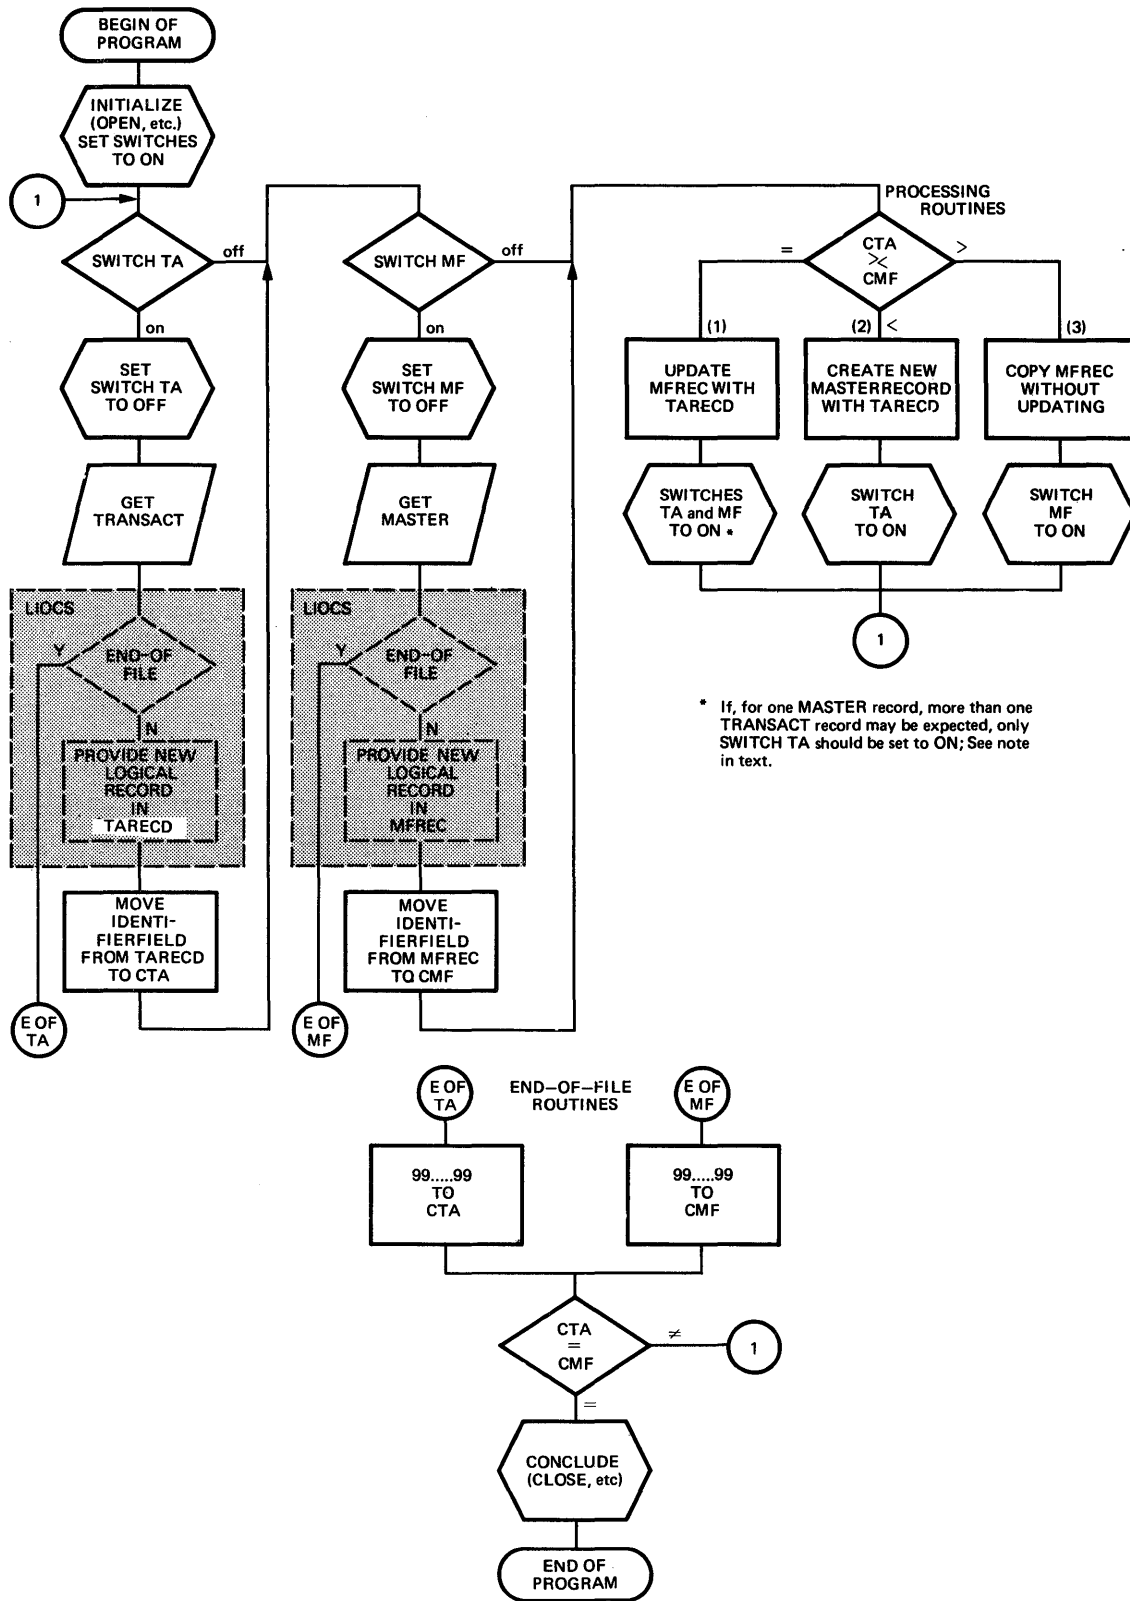 BEGIN OF
PROGRAM
INITIALIZE
(OPEN, etc.)
SET SWITCHES
TO ON
1
SWITCH TA
off
on
SET
SWITCH TA
TO OFF
GET
TRANSACT
LIOCS
Y
END-OF
FILE
N
PROVIDE NEW
LOGICAL
RECORD
IN
TARECD
MOVE
IDENTI-
FIERFIELD
FROM TARECD
TO CTA
E OF
TA
SWITCH MF
off
on
SET
SWITCH MF
TO OFF
GET
MASTER
LIOCS
Y
END-OF
FILE
N
PROVIDE NEW
LOGICAL
RECORD
IN
MFREC
MOVE
IDENTI-
FIERFIELD
FROM MFREC
TO CMF
E OF
MF
PROCESSING
ROUTINES
CTA
><
CMF
=
>
(1)
(2) <
(3)
UPDATE
MFREC WITH
TARECD
CREATE NEW
MASTERRECORD
WITH TARECD
COPY MFREC
WITHOUT
UPDATING
SWITCHES
TA and MF
TO ON *
SWITCH
TA
TO ON
SWITCH
MF
TO ON
1
* If, for one MASTER record, more than one
TRANSACT record may be expected, only
SWITCH TA should be set to ON; See note
in text.
E OF
TA
END-OF-FILE
ROUTINES
E OF
MF
99.....99
TO
CTA
99.....99
TO
CMF
CTA
=
CMF
≠
1
=
CONCLUDE
(CLOSE, etc)
END OF
PROGRAM